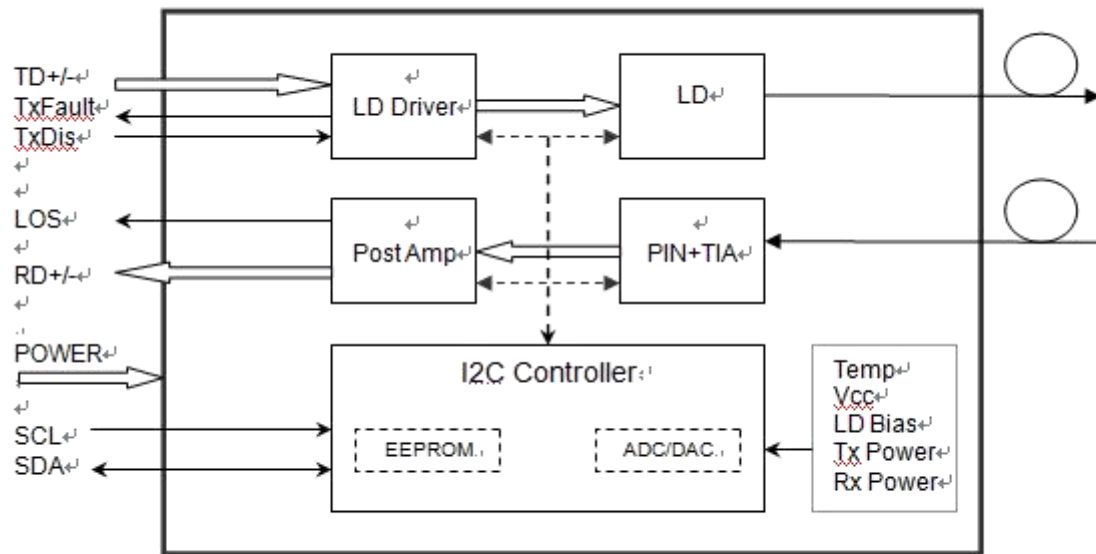 TD+/-
TxFault
TxDis
LOS
RD+/-
POWER
SCL
SDA
LD Driver
LD
Post Amp
PIN+TIA
I2C Controller
EEPROM
ADC/DAC
Temp
Vcc
LD Bias
Tx Power
Rx Power